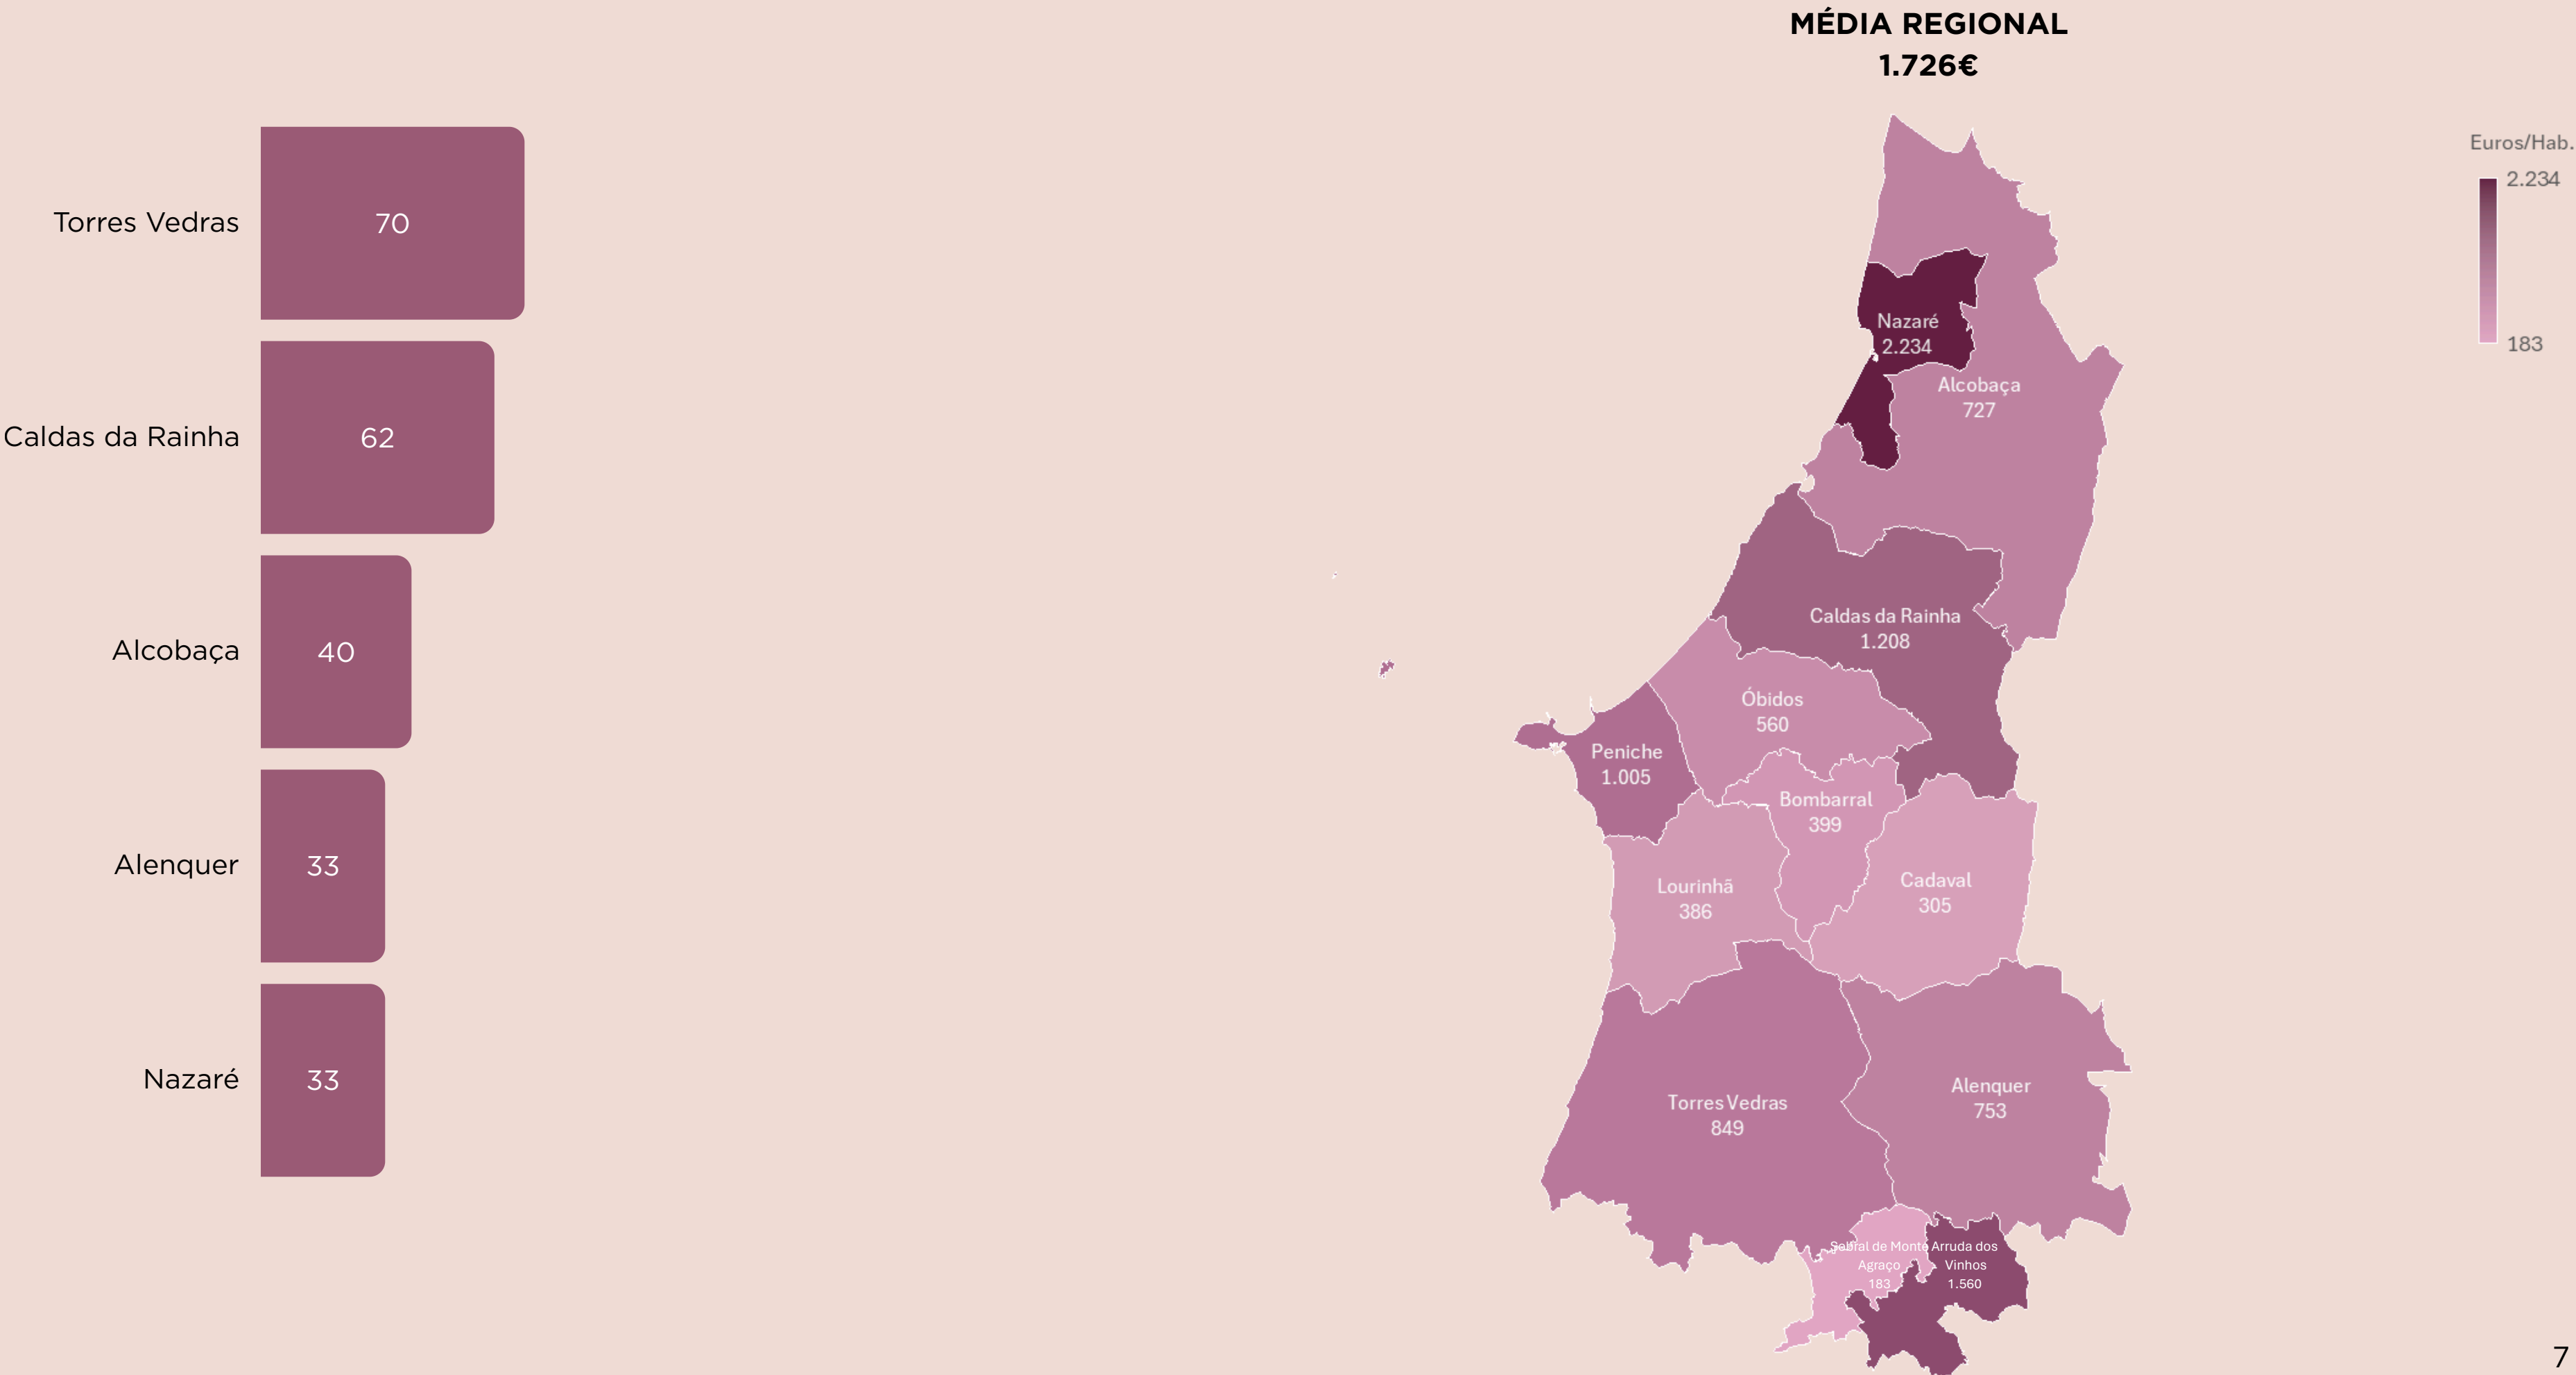 MÉDIA REGIONAL
1.726€
Torres Vedras
70
Caldas da Rainha
62
Alcobaça
40
Alenquer
33
Nazaré
33
Euros/Hab.
2.234
183
Nazaré
2.234
Alcobaça
727
Caldas da Rainha
1.208
Óbidos
560
Peniche
1.005
Bombarral
399
Lourinhã
386
Cadaval
305
Torres Vedras
849
Alenquer
753
Sobral de Monte
Agraço
183
Arruda dos
Vinhos
1.560
7